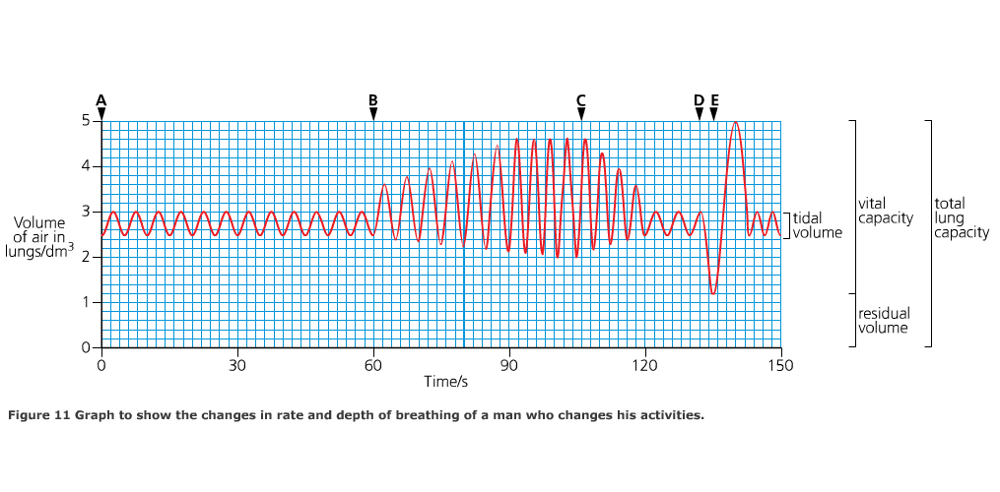 A B C D E
5
4
3
2
1
0
Volume
of air in
lungs/dm³
0 30 60 90 120 150
Time/s
tidal
volume
vital
capacity
residual
volume
total
lung
capacity
Figure 11 Graph to show the changes in rate and depth of breathing of a man who changes his activities.